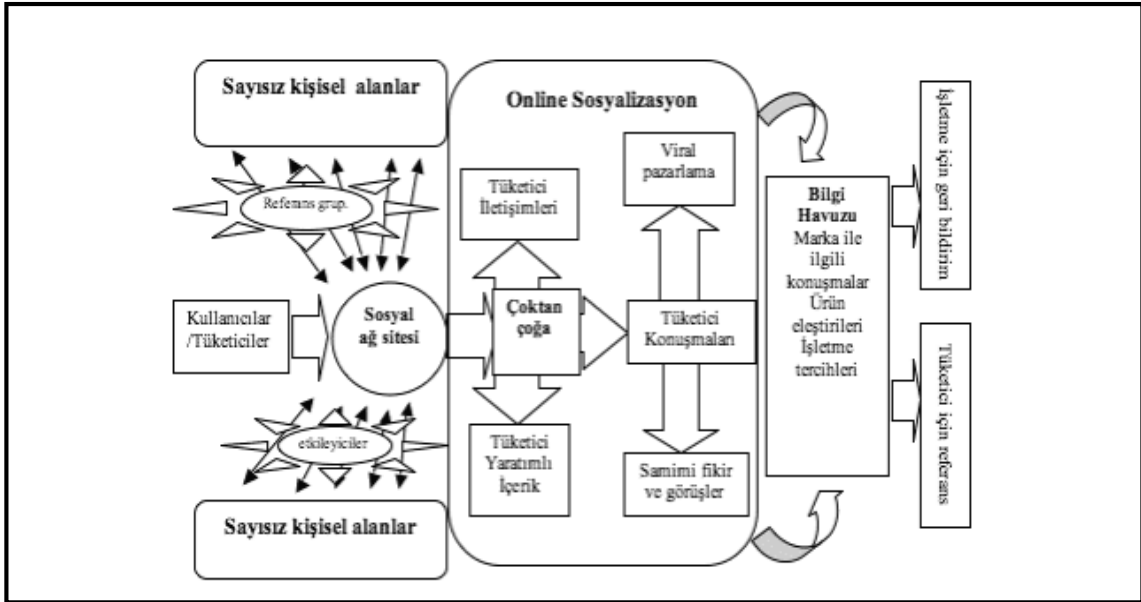 Sayısız kişisel alanlar
Referans grup.
Kullanıcılar
/Tüketiciler
Sosyal
ağ sitesi
etkileyiciler
Sayısız kişisel alanlar
Online Sosyalizasyon
Tüketici
İletişimleri
Çoktan
çoğa
Tüketici
Yaratımlı
İçerik
Viral
pazarlama
Tüketici
Konuşmaları
Samimi fikir
ve görüşler
Bilgi
Havuzu
Marka ile
ilgili
konuşmalar
Ürün
eleştirileri
İşletme
tercihleri
İşletme için geri bildirim
Tüketici için referans